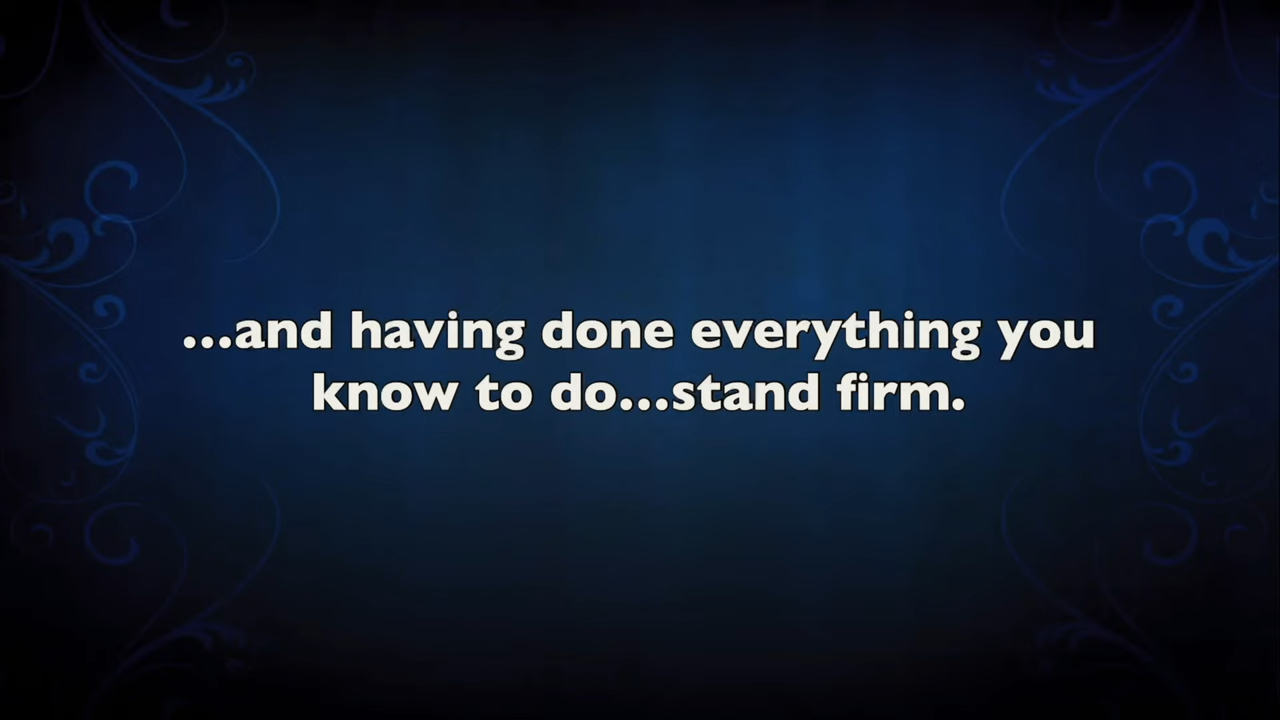 ...and having done everything you
know to do...stand firm.